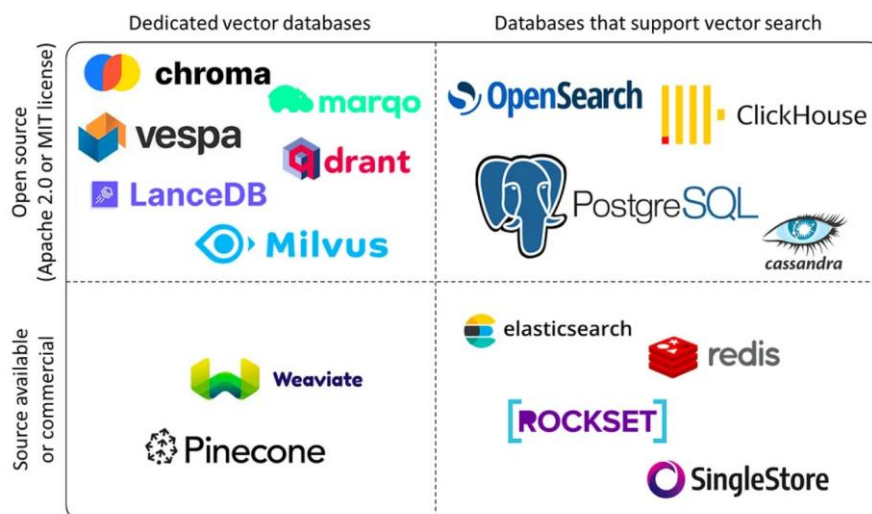 Dedicated vector databases
Databases that support vector search
Open source
(Apache 2.0 or MIT license)
chroma
marqo
vespa
qdrant
LanceDB
Milvus
OpenSearch
ClickHouse
PostgreSQL
cassandra
Source available
or commercial
Weaviate
Pinecone
elasticsearch
redis
[ROCKSET]
SingleStore